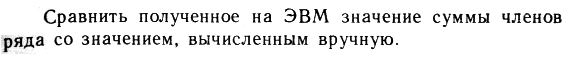 Сравнить полученное на ЭВМ значение суммы членов
ряда со значением, вычисленным вручную.